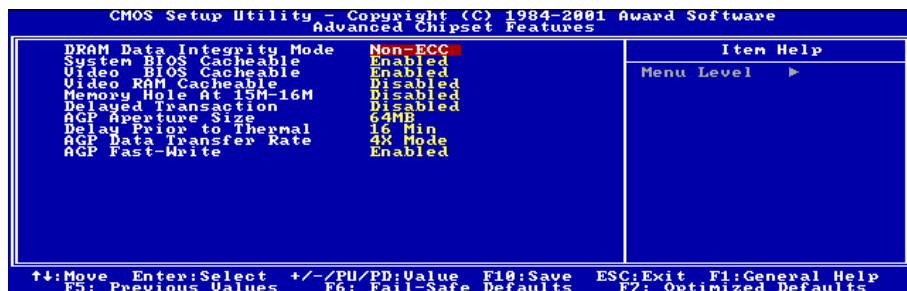 CMOS Setup Utility - Copyright (C) 1984-2001 Award Software
Advanced Chipset Features
DRAM Data Integrity Mode Non-ECC
System BIOS Cacheable Enabled
Video BIOS Cacheable Enabled
Video RAM Cacheable Disabled
Memory Hole At 15M-16M Disabled
Delayed Transaction Disabled
AGP Aperture Size 64MB
Delay Prior to Thermal 16 Min
AGP Data Transfer Rate 4X Mode
AGP Fast-Write Enabled
Item Help
Menu Level ►
↑↓:Move Enter:Select +/-/PU/PD:Value F10:Save ESC:Exit F1:General Help
F5: Previous Values F6: Fail-Safe Defaults F7: Optimized Defaults